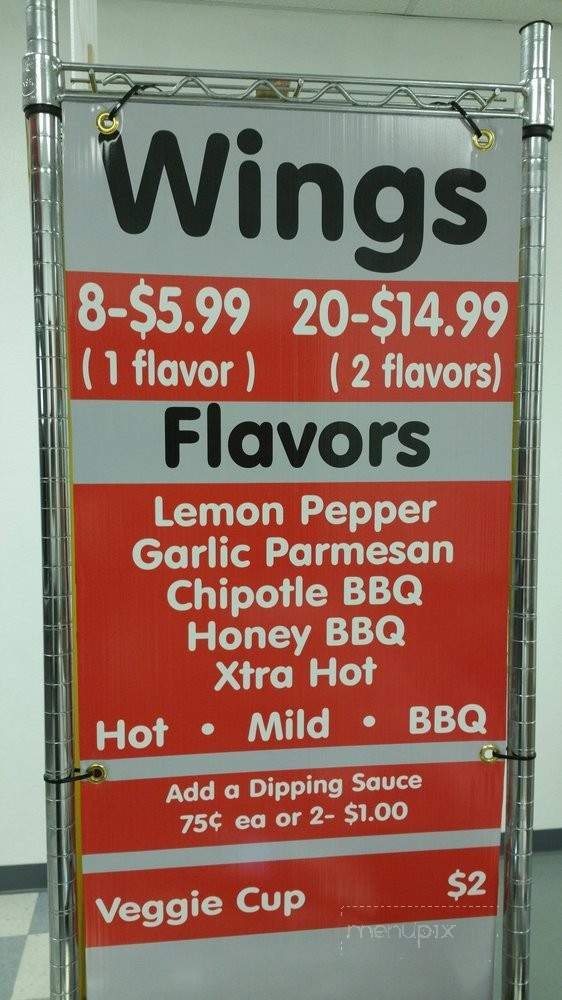 Wings
8-$5.99 20-$14.99
( 1 flavor ) ( 2 flavors)
Flavors
Lemon Pepper
Garlic Parmesan
Chipotle BBQ
Honey BBQ
Xtra Hot
Hot • Mild • BBQ
Add a Dipping Sauce
75¢ ea or 2- $1.00
Veggie Cup $2
menupix